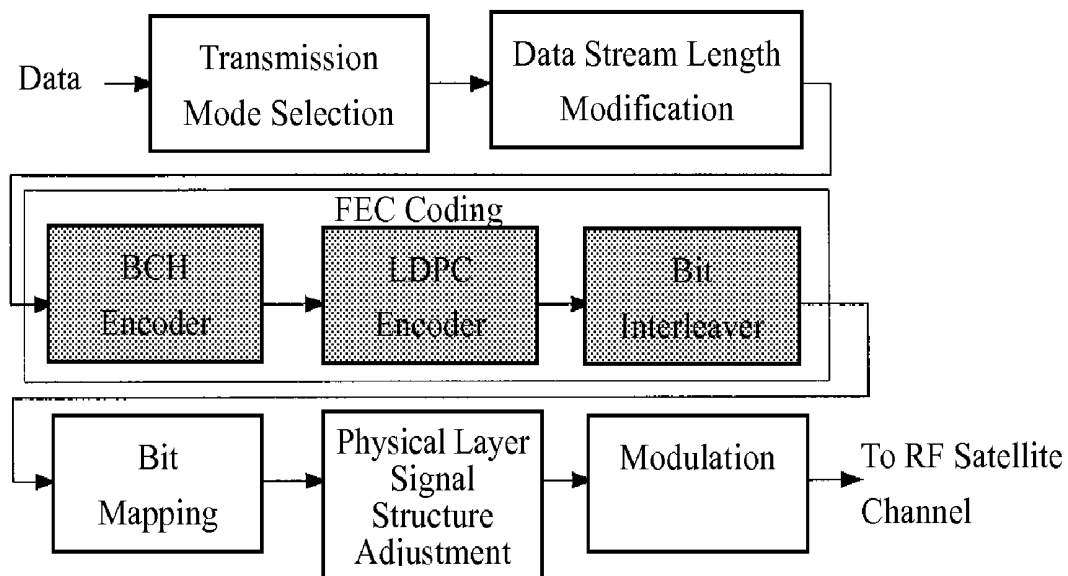 Data
Transmission
Mode Selection
Data Stream Length
Modification
FEC Coding
BCH
Encoder
LDPC
Encoder
Bit
Interleaver
Bit
Mapping
Physical Layer
Signal
Structure
Adjustment
Modulation
To RF Satellite
Channel